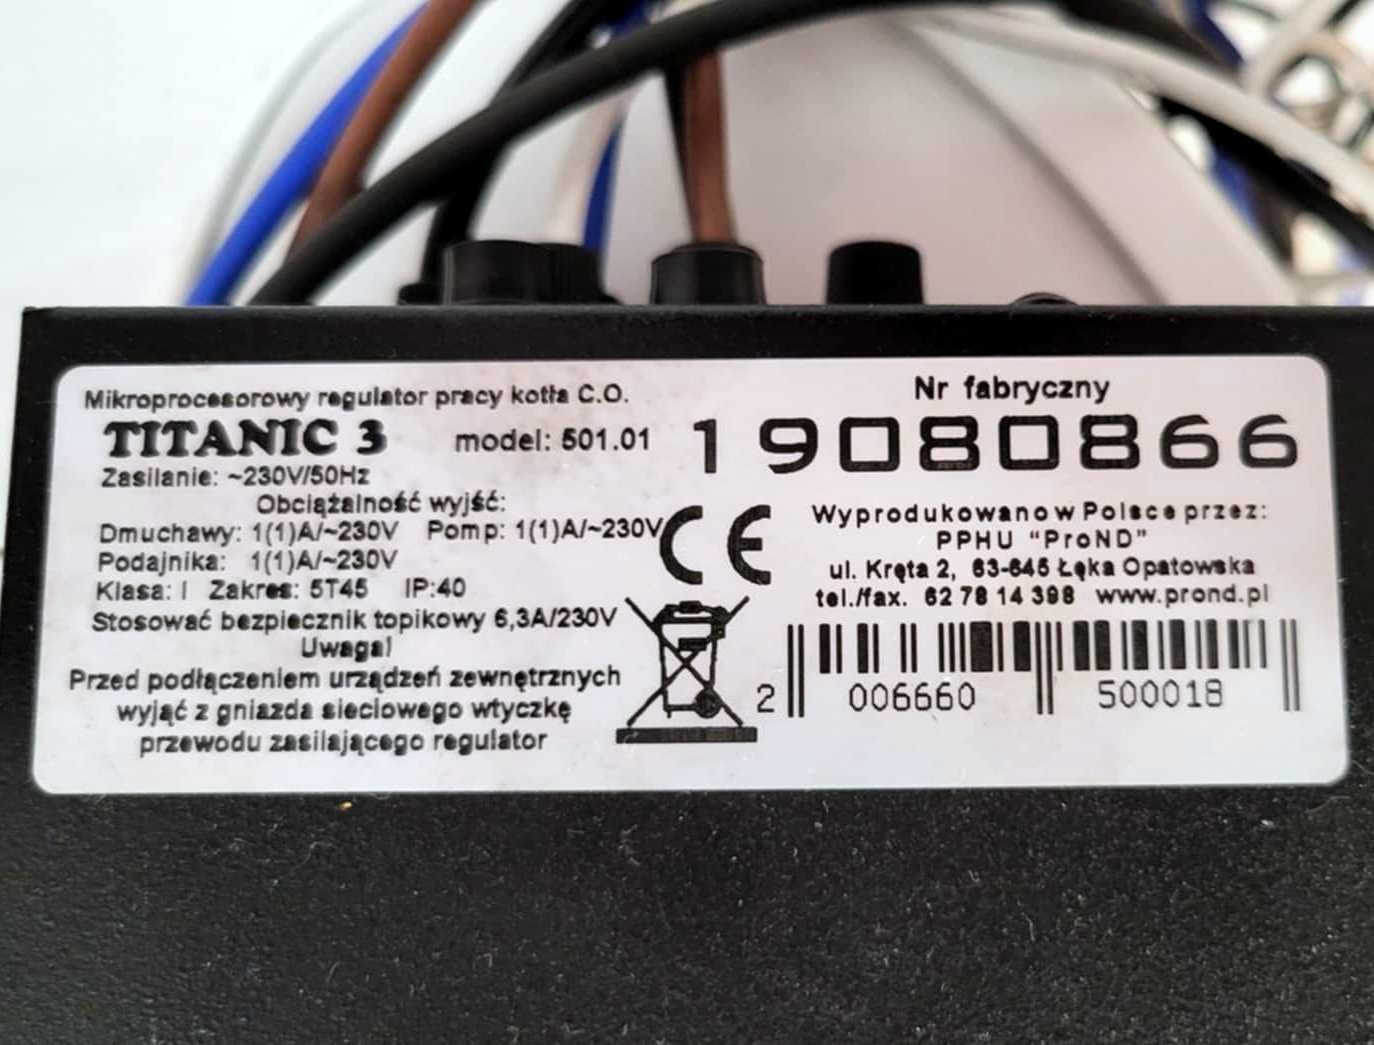 Mikroprocesorowy regulator pracy kotła C.O.
TITANIC 3 model: 501.01
Zasilanie: ~230V/50Hz
Obciążalność wyjść:
Dmuchawy: 1(1)A/~230V Pomp: 1(1)A/~230V
Podajnika: 1(1)A/~230V
Klasa: I Zakres: 5T45 IP:40
Stosować bezpiecznik topikowy 6,3A/230V
Uwaga!
Przed podłączeniem urządzeń zewnętrznych
wyjąć z gniazda sieciowego wtyczkę
przewodu zasilającego regulator
Nr fabryczny
19080866
CE
Wyprodukowano w Polsce przez:
PPHU "ProND"
ul. Kręta 2, 63-645 Łęka Opatowska
tel./fax. 62 78 14 398 www.prond.pl
2 006660 500018